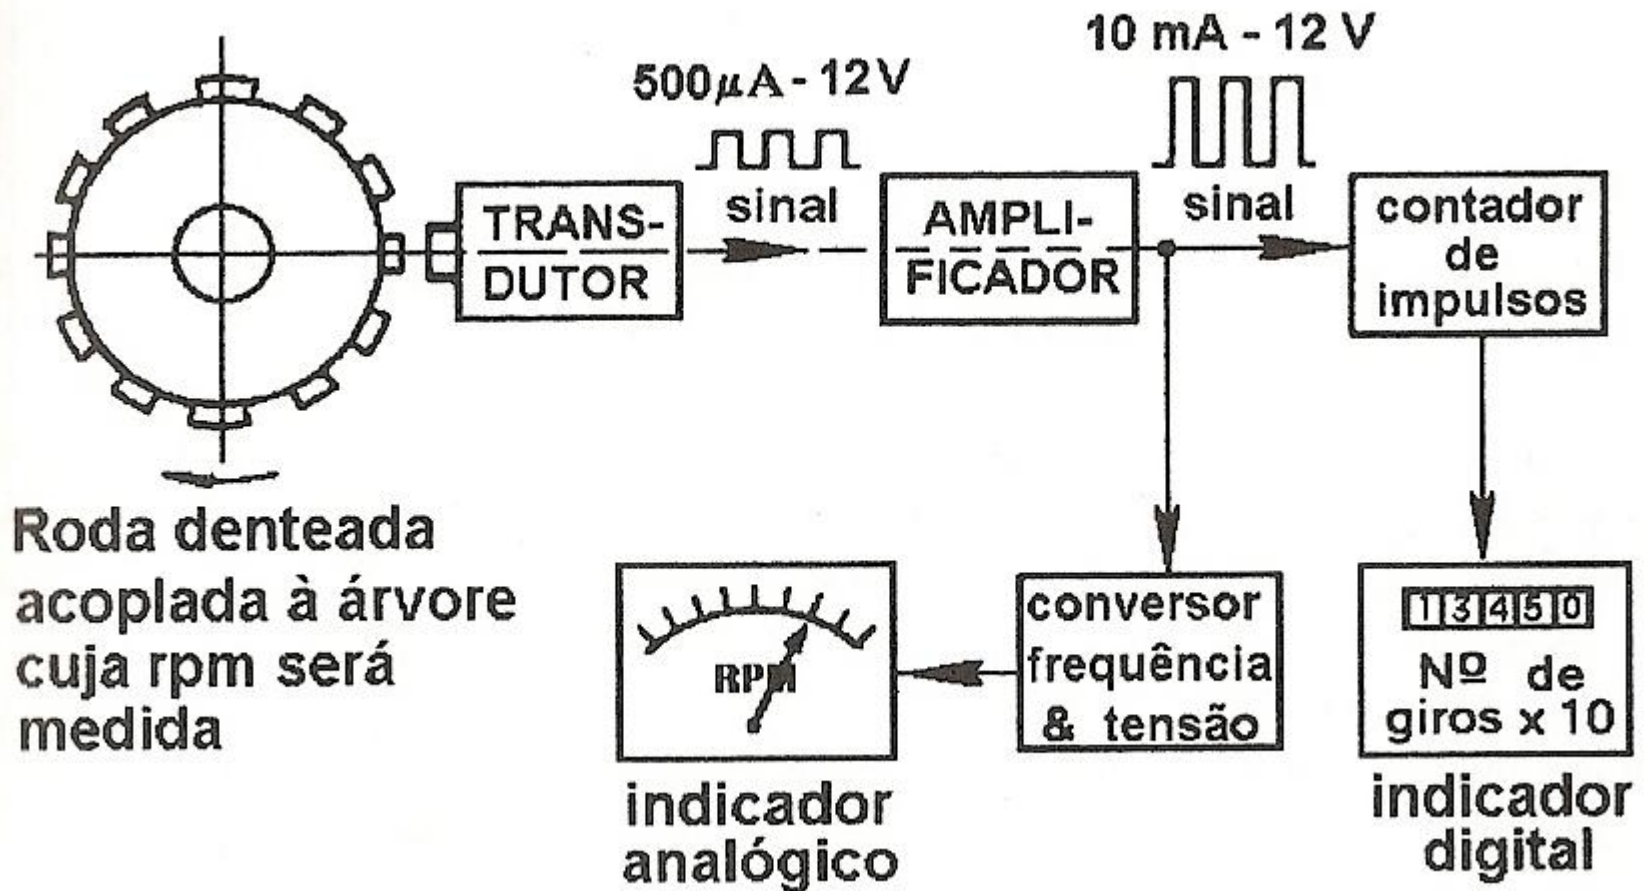 10 mA - 12 V
500µA - 12V
TRANS-
DUTOR
sinal
AMPLI-
FICADOR
sinal
contador
de
impulsos
Roda denteada
acoplada à árvore
cuja rpm será
medida
RPM
indicador
analógico
conversor
frequência
& tensão
13450
Nº de
giros x 10
indicador
digital